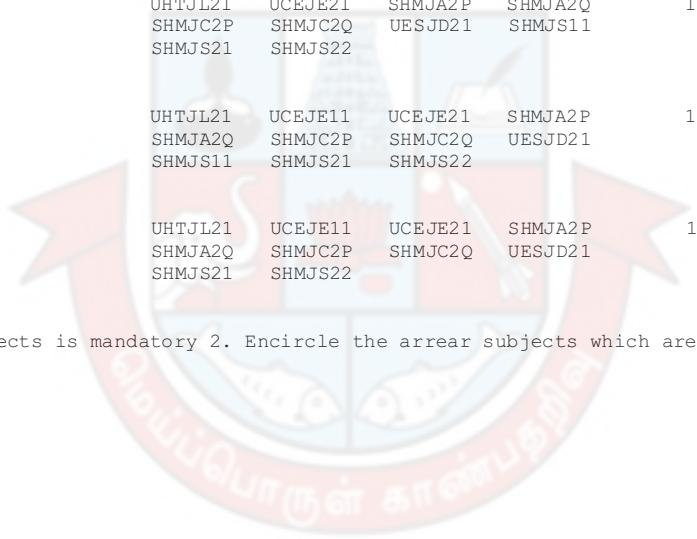 UHTJL21 UCEJE21 SHMJA2P SHMJA2Q 1
SHMJC2P SHMJC2Q UESJD21 SHMJS11
SHMJS21 SHMJS22
UHTJL21 UCEJE11 UCEJE21 SHMJA2P 1
SHMJA2Q SHMJC2P SHMJC2Q UESJD21
SHMJS11 SHMJS21 SHMJS22
UHTJL21 UCEJE11 UCEJE21 SHMJA2P 1
SHMJA2Q SHMJC2P SHMJC2Q UESJD21
SHMJS21 SHMJS22
ects is mandatory 2. Encircle the arrear subjects which are
மெய்ப்பொருள் காண்பதறிவு